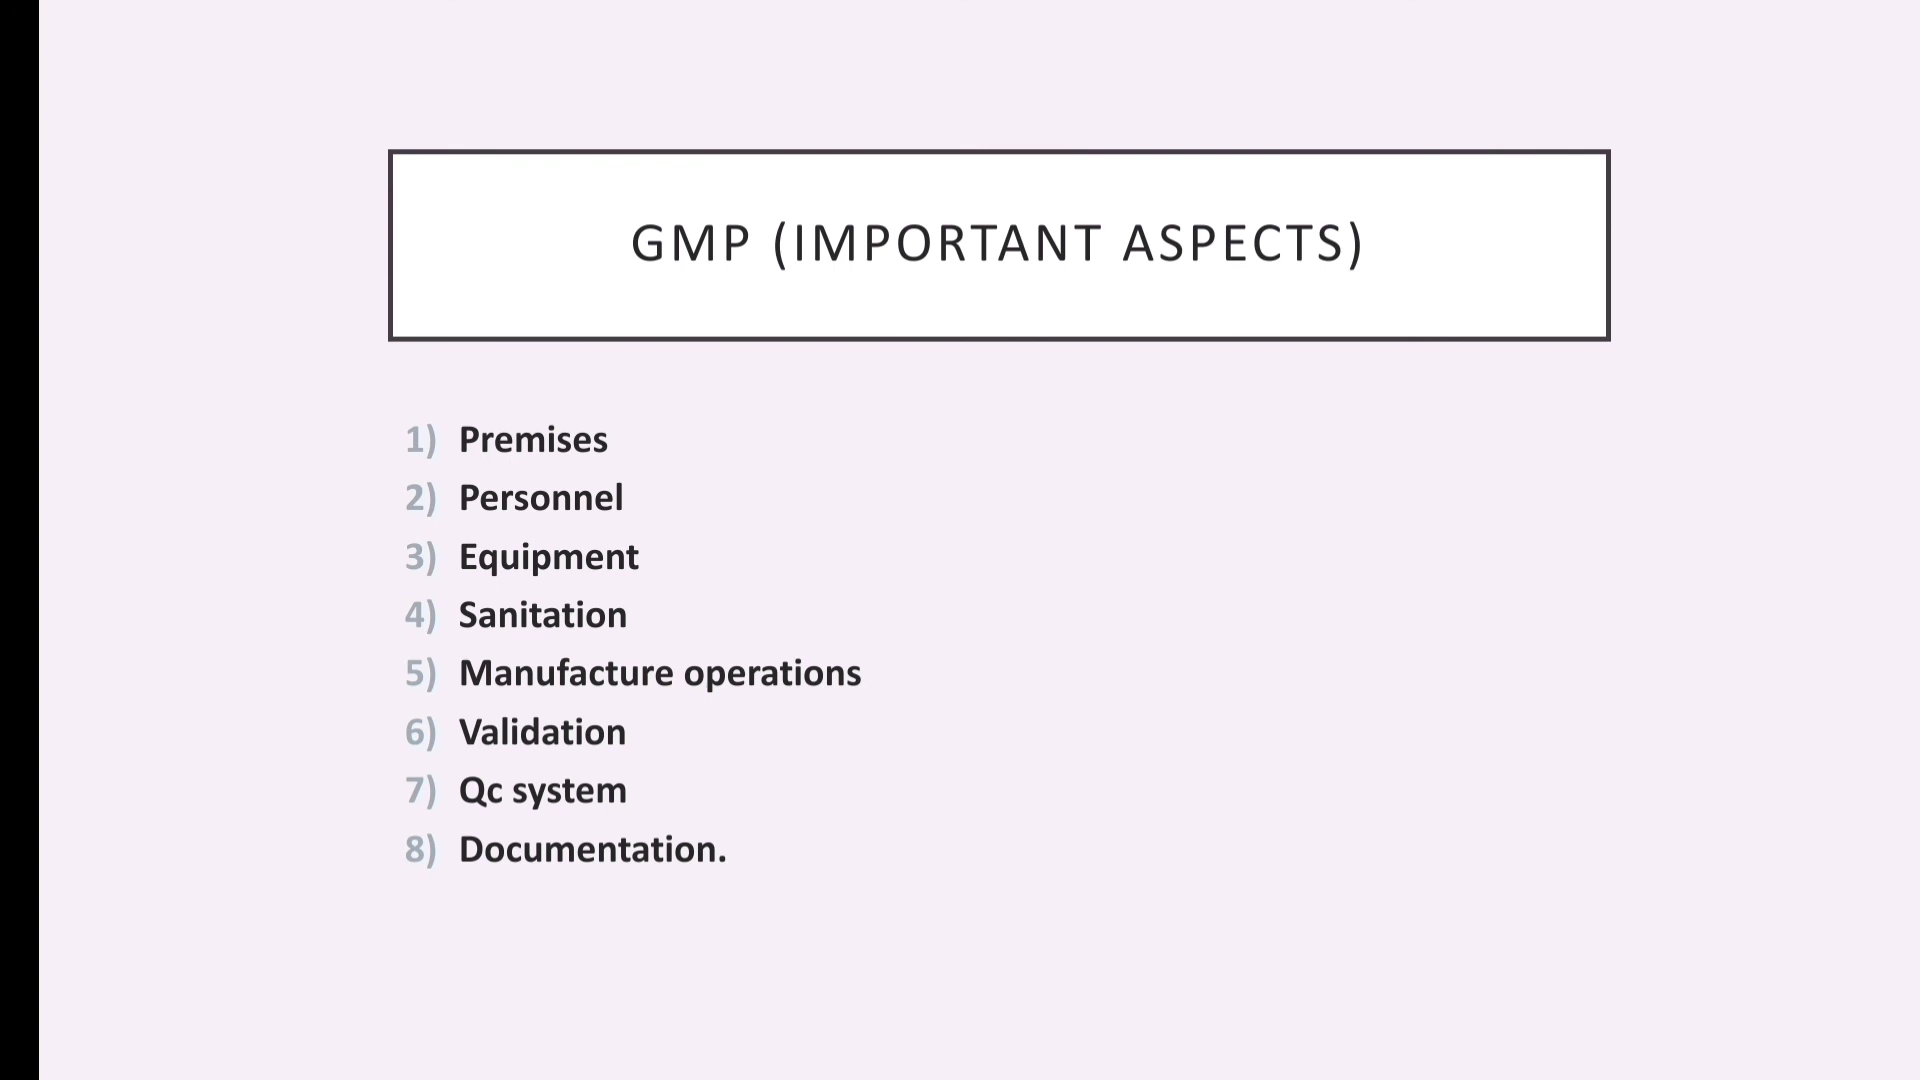 GMP (IMPORTANT ASPECTS)
1) Premises
2) Personnel
3) Equipment
4) Sanitation
5) Manufacture operations
6) Validation
7) Qc system
8) Documentation.